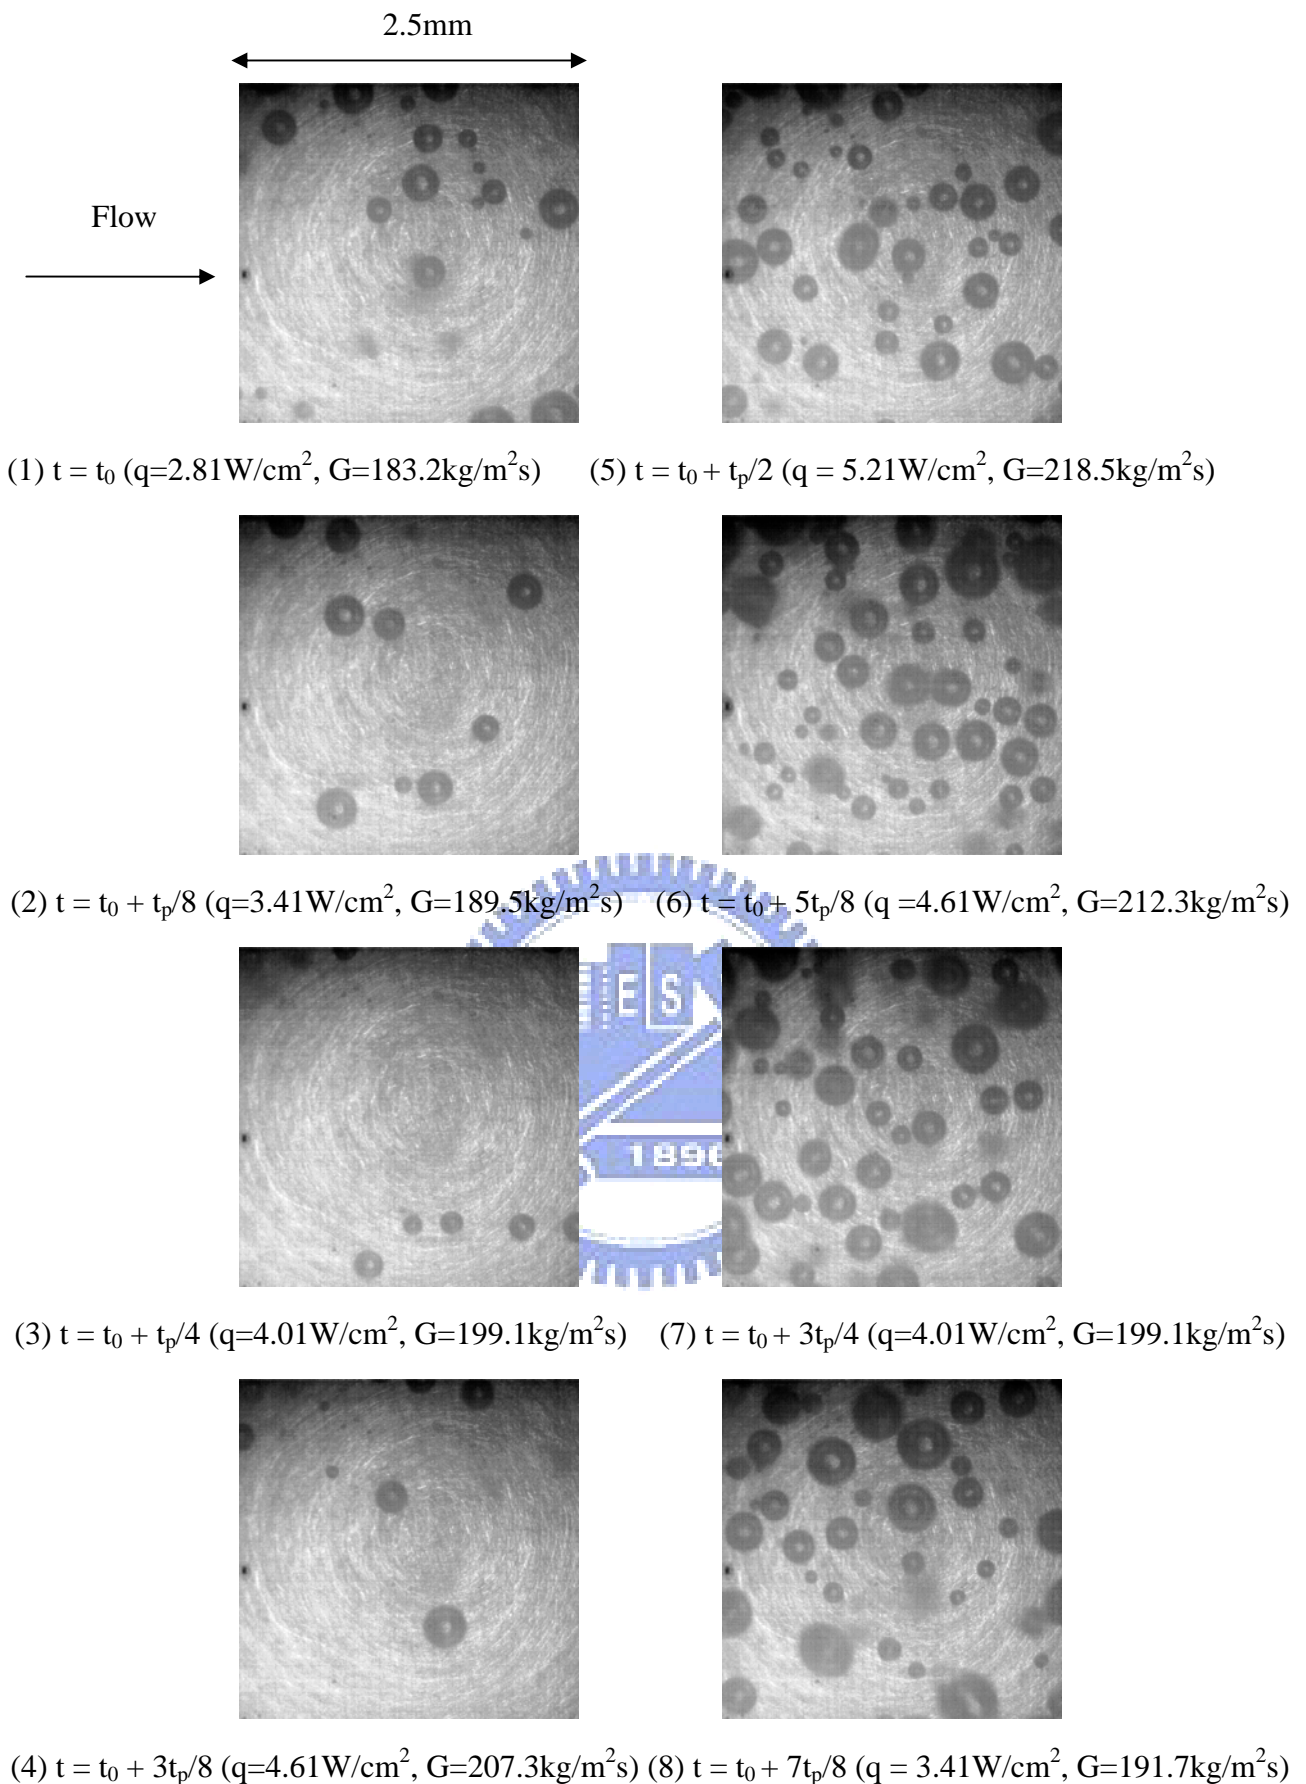 2.5mm
Flow
(1) t = t₀ (q=2.81W/cm², G=183.2kg/m²s) (5) t = t₀ + tₚ/2 (q = 5.21W/cm², G=218.5kg/m²s)
(2) t = t₀ + tₚ/8 (q=3.41W/cm², G=189.5kg/m²s) (6) t = t₀ + 5tₚ/8 (q =4.61W/cm², G=212.3kg/m²s)
E S
189
(3) t = t₀ + tₚ/4 (q=4.01W/cm², G=199.1kg/m²s) (7) t = t₀ + 3tₚ/4 (q=4.01W/cm², G=199.1kg/m²s)
(4) t = t₀ + 3tₚ/8 (q=4.61W/cm², G=207.3kg/m²s) (8) t = t₀ + 7tₚ/8 (q = 3.41W/cm², G=191.7kg/m²s)